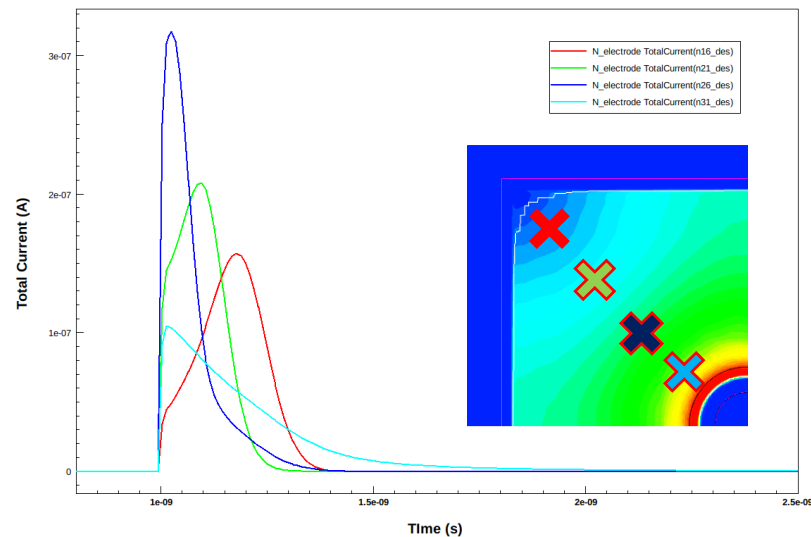 N_electrode TotalCurrent(n16_des)
N_electrode TotalCurrent(n21_des)
N_electrode TotalCurrent(n26_des)
N_electrode TotalCurrent(n31_des)
3e-07
2e-07
1e-07
0
Total Current (A)
1e-09
1.5e-09
2e-09
2.5e-09
TIme (s)